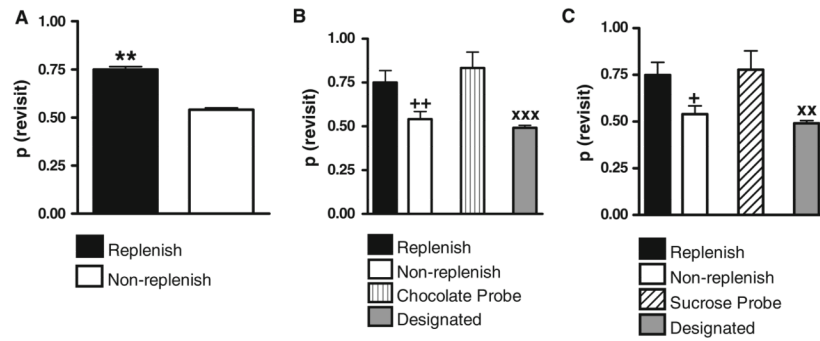 A
p (revisit)
1.00
0.75
0.50
0.25
0.00
**
Replenish
Non-replenish
B
p (revisit)
1.00
0.75
0.50
0.25
0.00
++
xxx
Replenish
Non-replenish
Chocolate Probe
Designated
C
p (revisit)
1.00
0.75
0.50
0.25
0.00
+
xx
Replenish
Non-replenish
Sucrose Probe
Designated